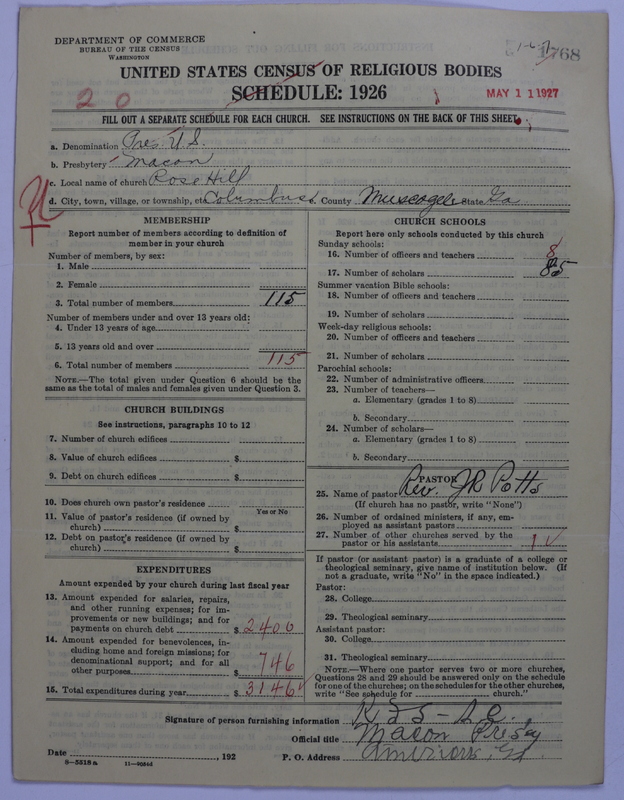 DEPARTMENT OF COMMERCE
BUREAU OF THE CENSUS
WASHINGTON
1768
UNITED STATES CENSUS OF RELIGIOUS BODIES
SCHEDULE: 1926
20
MAY 11 1927
FILL OUT A SEPARATE SCHEDULE FOR EACH CHURCH. SEE INSTRUCTIONS ON THE BACK OF THIS SHEET.
a. Denomination Pres. U.S.
b. Presbytery Macon
c. Local name of church Rose Hill
d. City, town, village, or township, etc. Columbus d. County Muscogee State Ga
MEMBERSHIP
Report number of members according to definition of
member in your church
Number of members, by sex:
1. Male
2. Female
3. Total number of members 115
Number of members under and over 13 years old:
4. Under 13 years of age
5. 13 years old and over
6. Total number of members 115
NOTE.—The total given under Question 6 should be the
same as the total of males and females given under Question 3.
CHURCH BUILDINGS
See instructions, paragraphs 10 to 12
7. Number of church edifices
8. Value of church edifices $
9. Debt on church edifices $
10. Does church own pastor's residence
Yes or No
11. Value of pastor's residence (if owned by
church) $
12. Debt on pastor's residence (if owned by
church) $
EXPENDITURES
Amount expended by your church during last fiscal year
13. Amount expended for salaries, repairs,
and other running expenses; for im-
provements or new buildings; and for
payments on church debt $ 2400
14. Amount expended for benevolences, in-
cluding home and foreign missions; for
denominational support; and for all
other purposes $ 746
15. Total expenditures during year $ 3146
CHURCH SCHOOLS
Report here only schools conducted by this church
Sunday schools:
16. Number of officers and teachers 8
17. Number of scholars 85
Summer vacation Bible schools:
18. Number of officers and teachers
19. Number of scholars
Week-day religious schools:
20. Number of officers and teachers
21. Number of scholars
Parochial schools:
22. Number of administrative officers
23. Number of teachers—
a. Elementary (grades 1 to 8)
b. Secondary
24. Number of scholars—
a. Elementary (grades 1 to 8)
b. Secondary
PASTOR
25. Name of pastor Rev. J R Potts
(If church has no pastor, write "None")
26. Number of ordained ministers, if any, em-
ployed as assistant pastors
27. Number of other churches served by the
pastor or his assistants 1
If pastor (or assistant pastor) is a graduate of a college or
theological seminary, give name of institution below. (If
not a graduate, write "No" in the space indicated.)
Pastor:
28. College
29. Theological seminary
Assistant pastor:
30. College
31. Theological seminary
NOTE.—Where one pastor serves two or more churches,
Questions 28 and 29 should be answered only on the schedule
for one of the churches; on the schedules for the other churches,
write "See schedule for church."
Signature of person furnishing information
Official title Macon Presby
Date , 192 P. O. Address Americus, Ga
8-5518 a 11-9056d